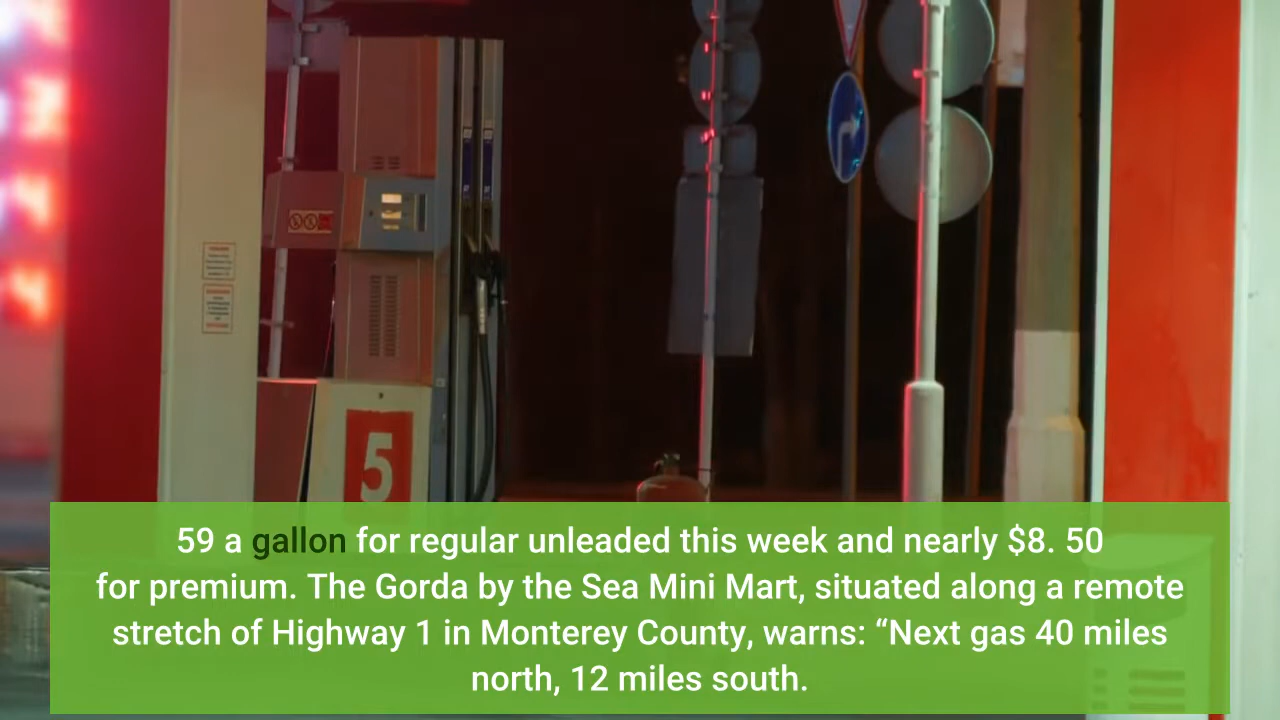 5
59 a gallon for regular unleaded this week and nearly $8. 50
for premium. The Gorda by the Sea Mini Mart, situated along a remote
stretch of Highway 1 in Monterey County, warns: “Next gas 40 miles
north, 12 miles south.